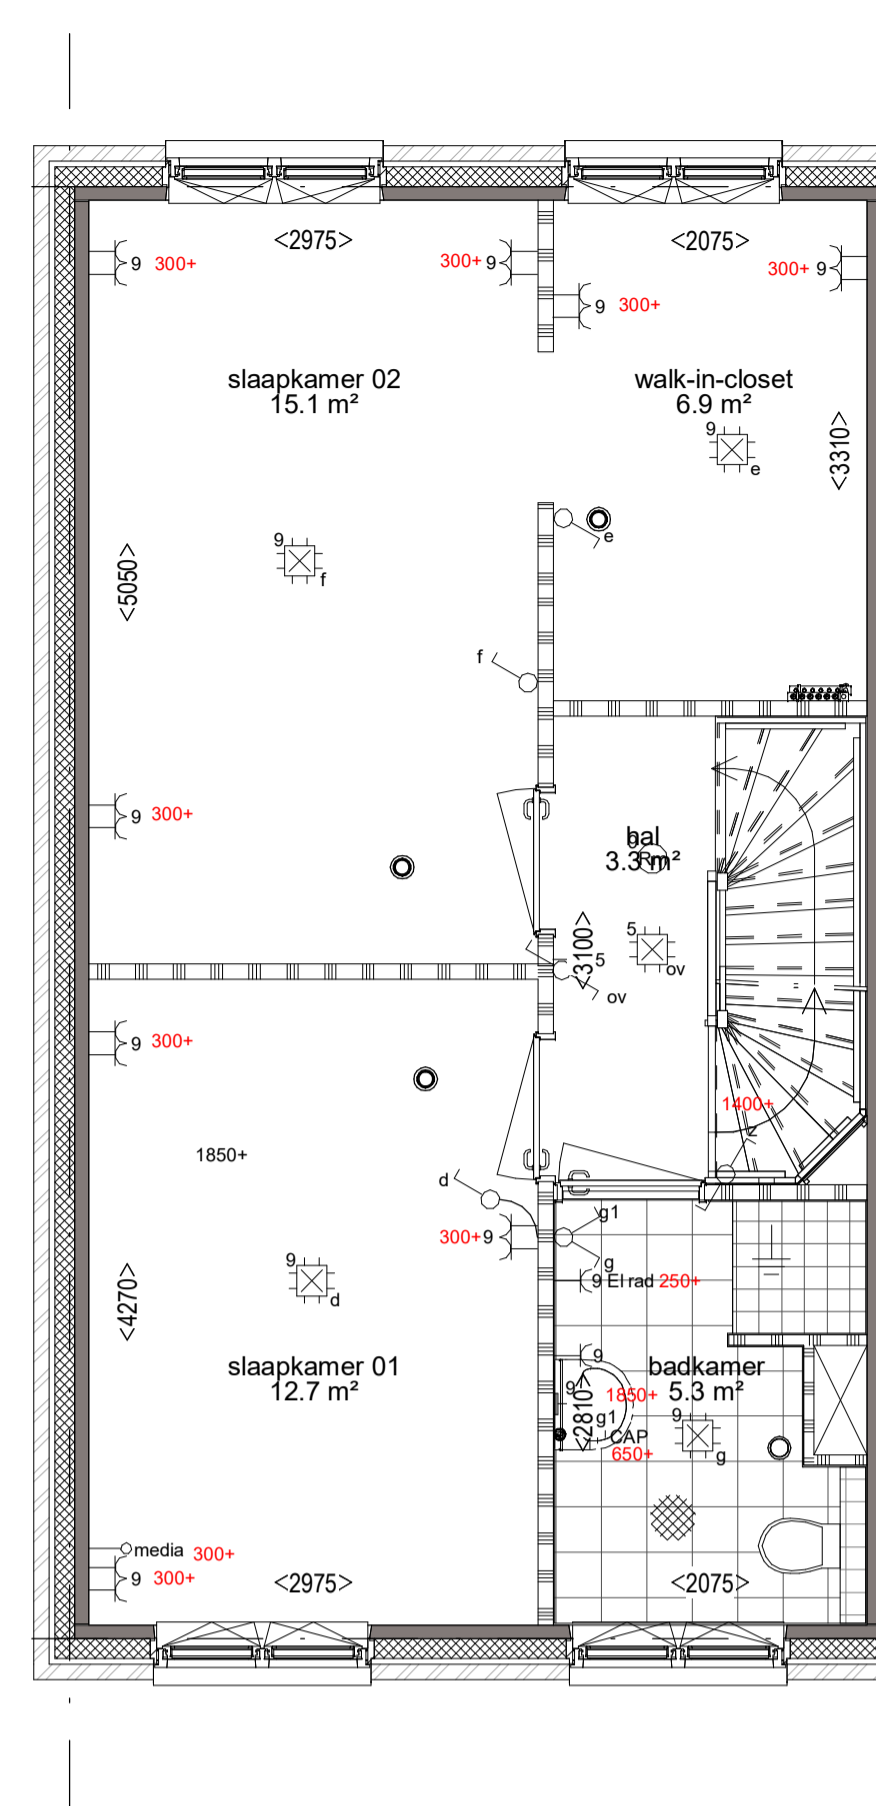 <2975>
<2075>
9 300+
300+ 9
300+ 9
9 300+
slaapkamer 02
15.1 m²
walk-in-closet
6.9 m²
<3310>
9
e
e
9
f
<5050>
f
9 300+
hal
3.3 m²
9
Rm
5
ov
<3100>
5
ov
9 300+
1400+
z
1850+
d
g1
g
300+ 9
9 El rad 250+
9
d
<4270>
slaapkamer 01
12.7 m²
9
badkamer
5.3 m²
9
1850+
<2810>
g1
CAP
650+
9
g
media 300+
9 300+
<2975>
<2075>